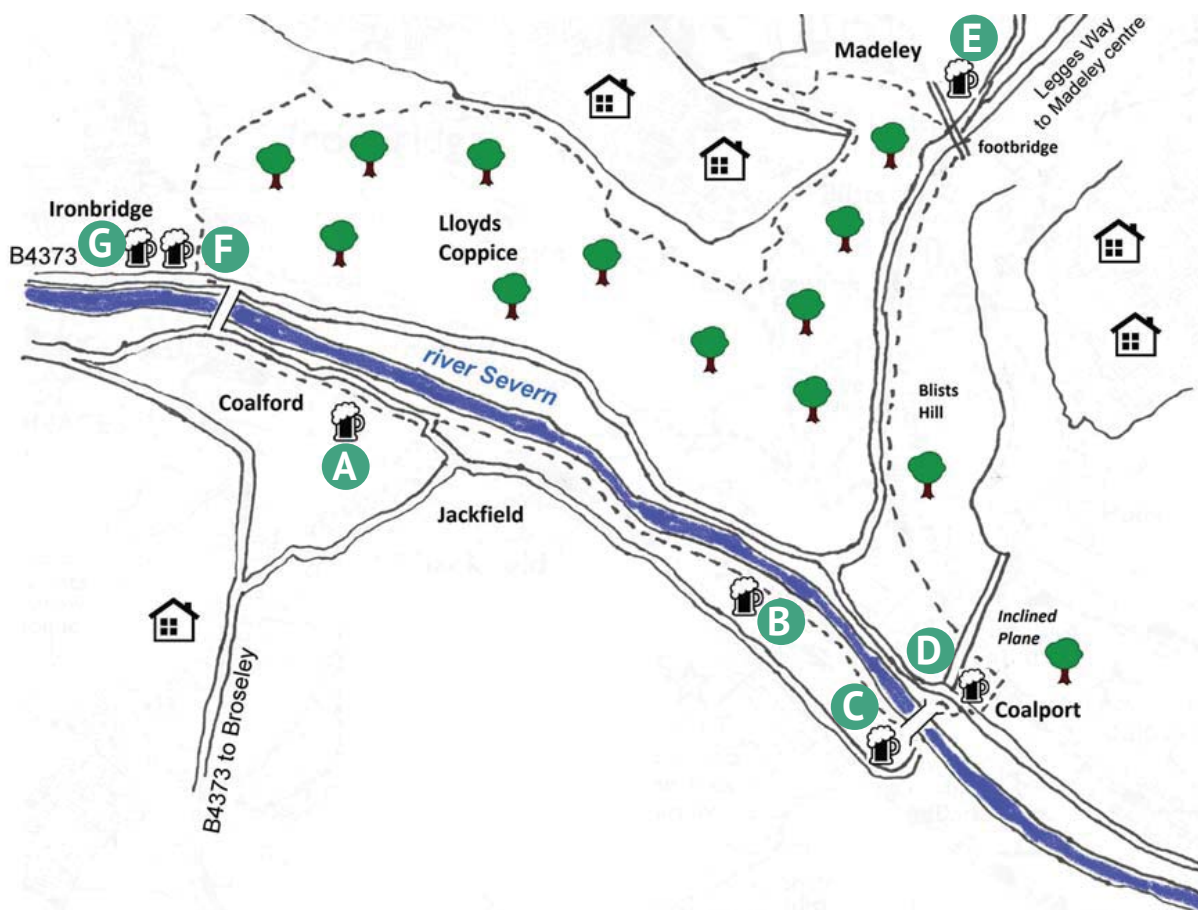 E
Madeley
Legges Way
to Madeley centre
footbridge
Ironbridge
G
F
B4373
Lloyds
Coppice
river Severn
Coalford
A
Blists
Hill
Jackfield
B
Inclined
Plane
D
C
Coalport
B4373 to Broseley